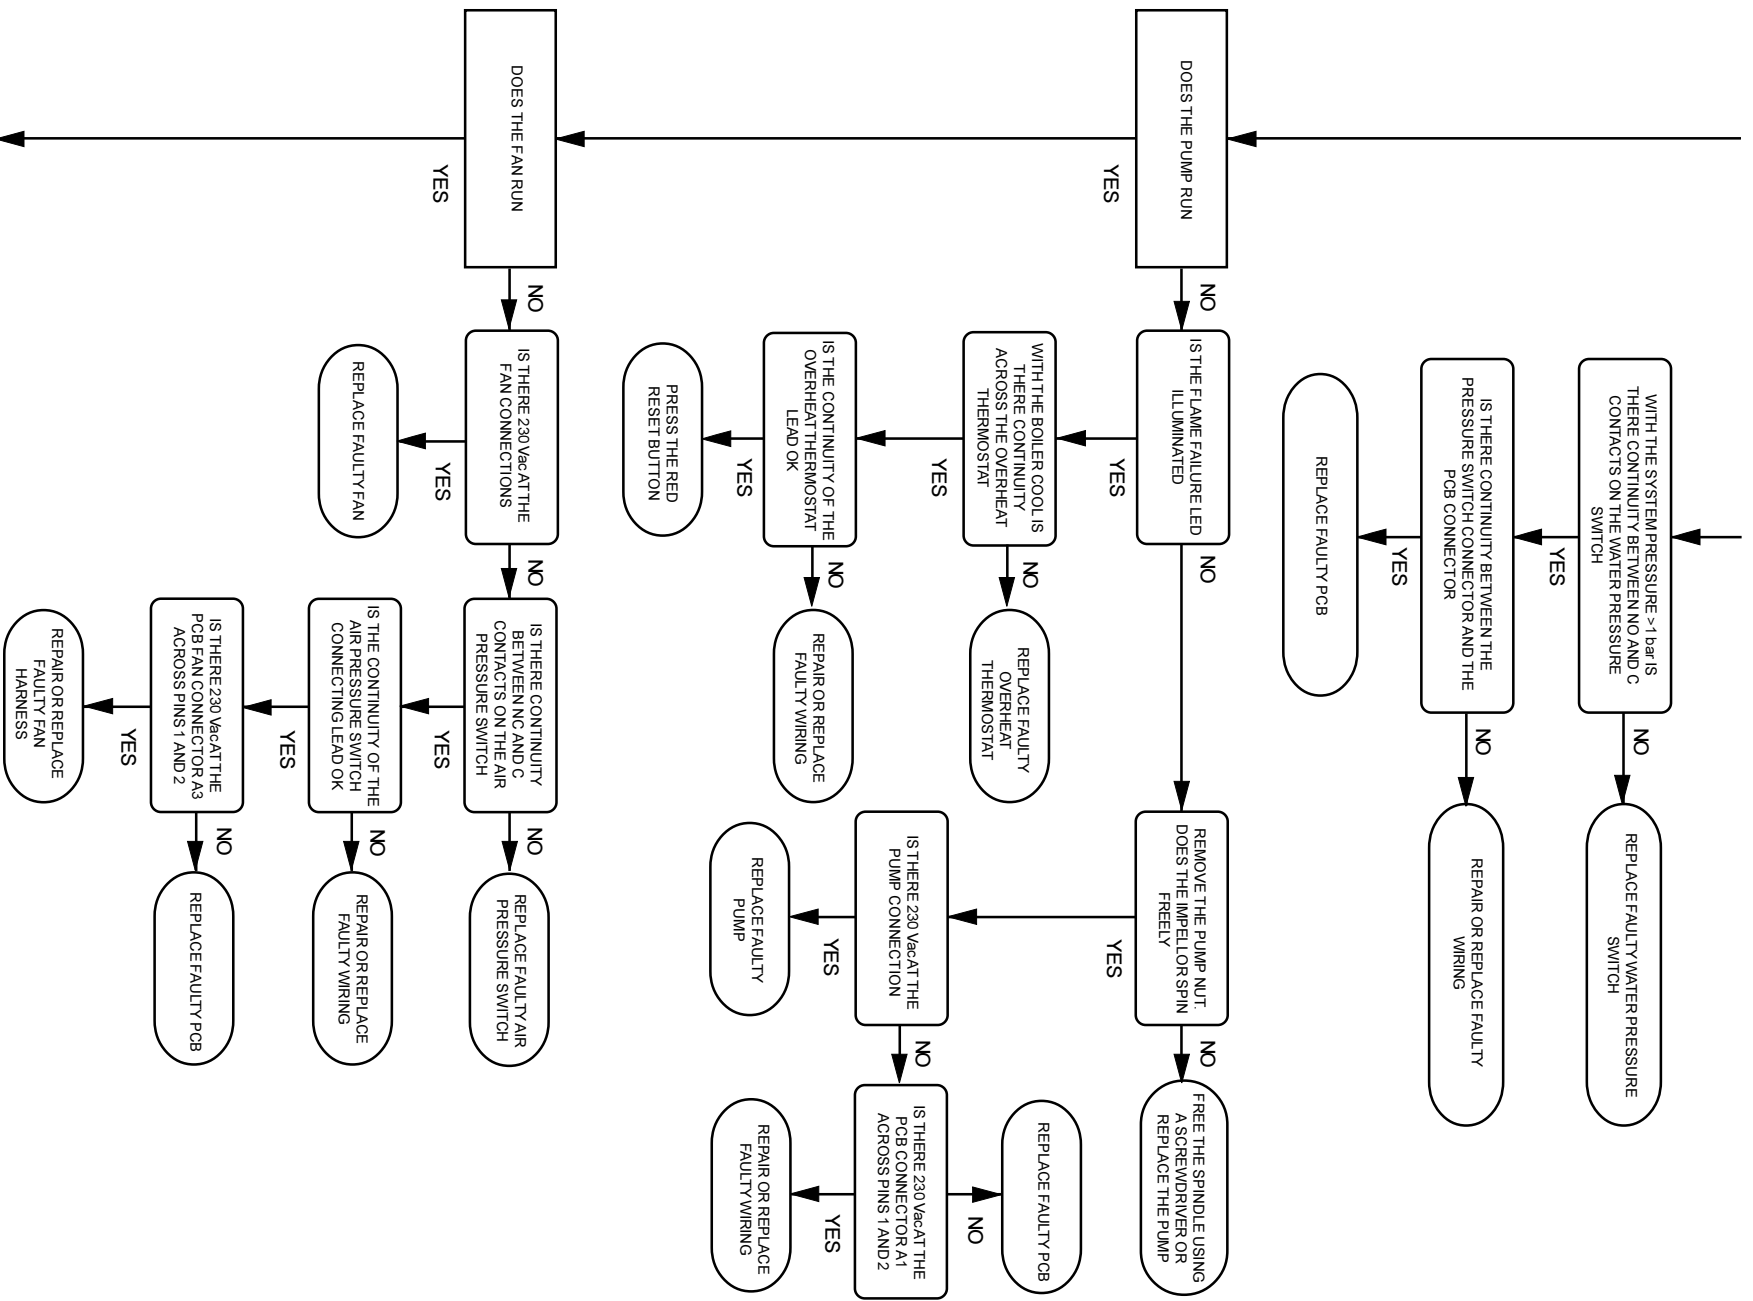 WITH THE SYSTEM PRESSURE >1 bar IS
THERE CONTINUITY BETWEEN NO AND C
CONTACTS ON THE WATER PRESSURE
SWITCH
NO
REPLACE FAULTY WATER PRESSURE
SWITCH
YES
IS THERE CONTINUITY BETWEEN THE
PRESSURE SWITCH CONNECTOR AND THE
PCB CONNECTOR
NO
REPAIR OR REPLACE FAULTY
WIRING
YES
REPLACE FAULTY PCB
DOES THE PUMP RUN
NO
IS THE FLAME FAILURE LED
ILLUMINATED
NO
REMOVE THE PUMP NUT.
DOES THE IMPELLOR SPIN
FREELY
NO
FREE THE SPINDLE USING
A SCREWDRIVER OR
REPLACE THE PUMP
YES
YES
YES
WITH THE BOILER COOL IS
THERE CONTINUITY
ACROSS THE OVERHEAT
THERMOSTAT
NO
REPLACE FAULTY
OVERHEAT
THERMOSTAT
REPLACE FAULTY PCB
NO
YES
IS THERE 230 Vac AT THE
PUMP CONNECTION
NO
IS THERE 230 Vac AT THE
PCB CONNECTOR A1
ACROSS PINS 1 AND 2
IS THE CONTINUITY OF THE
OVERHEAT THERMOSTAT
LEAD OK
NO
REPAIR OR REPLACE
FAULTY WIRING
YES
YES
YES
REPLACE FAULTY
PUMP
REPAIR OR REPLACE
FAULTY WIRING
PRESS THE RED
RESET BUTTON
DOES THE FAN RUN
NO
IS THERE 230 Vac AT THE
FAN CONNECTIONS
NO
IS THERE CONTINUITY
BETWEEN NC AND C
CONTACTS ON THE AIR
PRESSURE SWITCH
NO
REPLACE FAULTY AIR
PRESSURE SWITCH
YES
YES
YES
REPLACE FAULTY FAN
IS THE CONTINUITY OF THE
AIR PRESSURE SWITCH
CONNECTING LEAD OK
NO
REPAIR OR REPLACE
FAULTY WIRING
YES
IS THERE 230 Vac AT THE
PCB FAN CONNECTOR A3
ACROSS PINS 1 AND 2
NO
REPLACE FAULTY PCB
YES
REPAIR OR REPLACE
FAULTY FAN
HARNESS